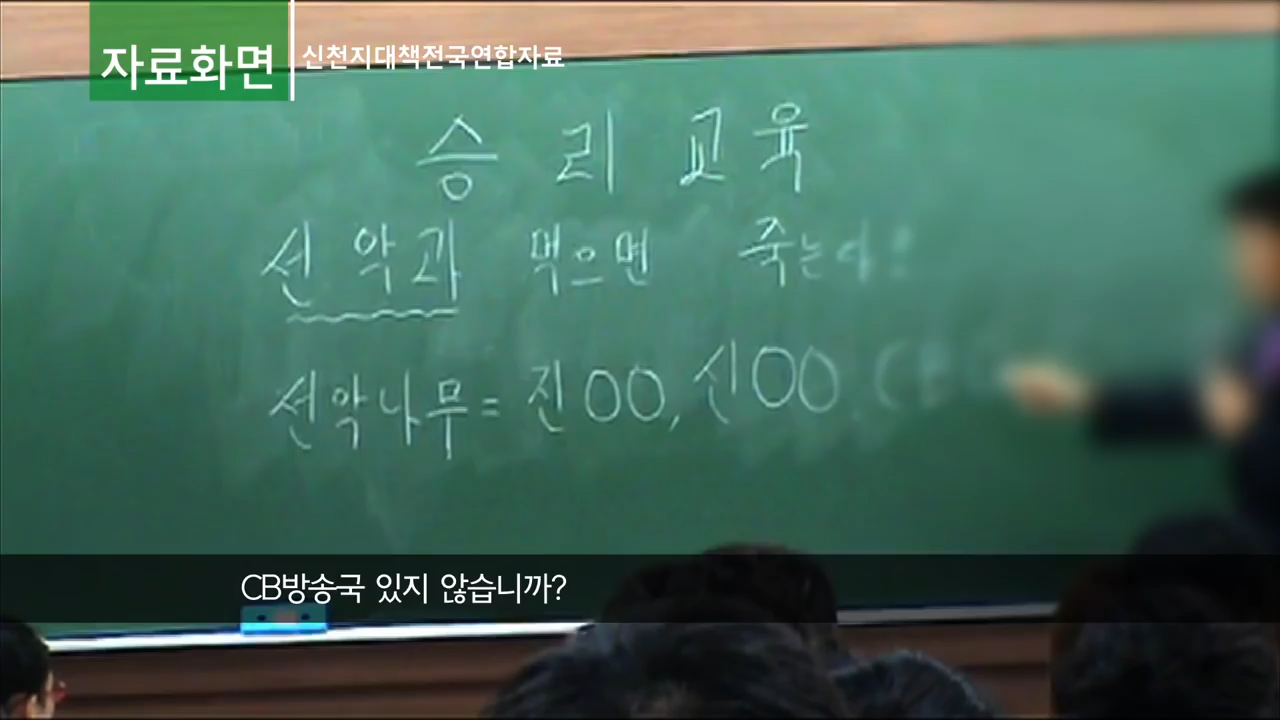 자료화면
신천지대책전국연합자료
승리교육
선악과 먹으면 죽는다!
선악나무= 진OO, 신OO, C
CB방송국 있지 않습니까?